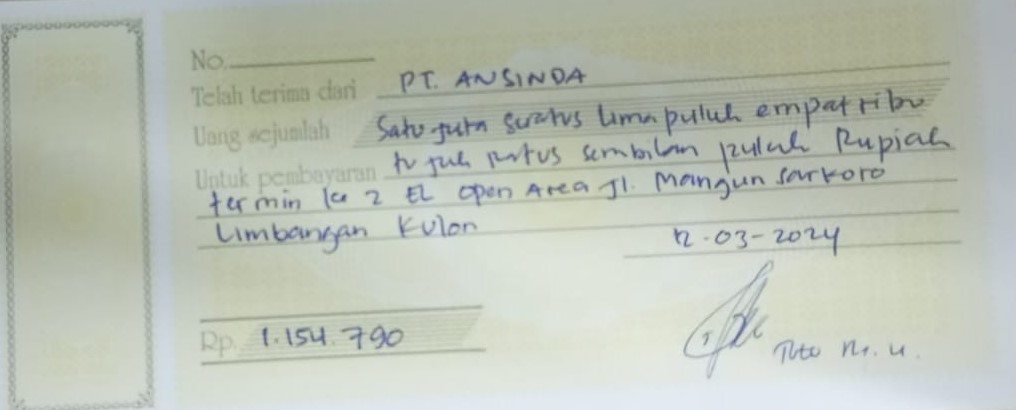 No.
Telah terima dari PT. ANSINDA
Uang sejumlah Satu juta seratus lima puluh empat ribu
tujuh ratus sembilan puluh Rupiah
Untuk pembayaran
termin ke 2 EL open Area Jl. Mangun Sarkoro
Limbangan Kulon
12-03-2024
Rp. 1.154.790